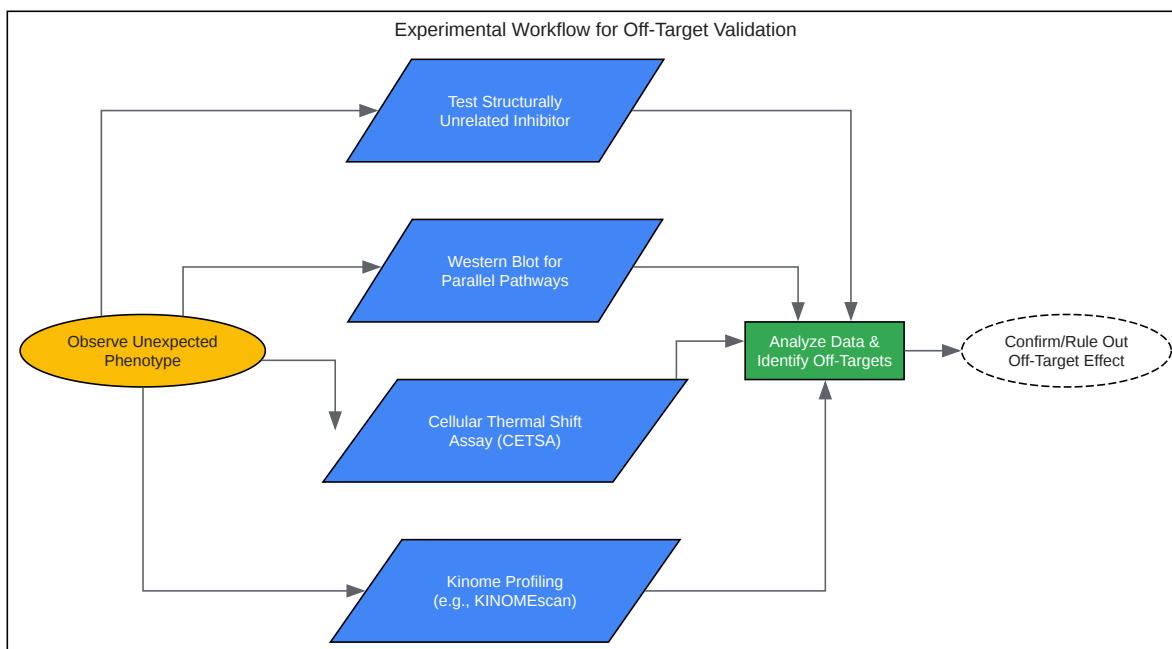 Experimental Workflow for Off-Target Validation
Test Structurally
Unrelated Inhibitor
Western Blot for
Parallel Pathways
Observe Unexpected
Phenotype
Analyze Data &
Identify Off-Targets
Confirm/Rule Out
Off-Target Effect
Cellular Thermal Shift
Assay (CETSA)
Kinome Profiling
(e.g., KINOMEscan)